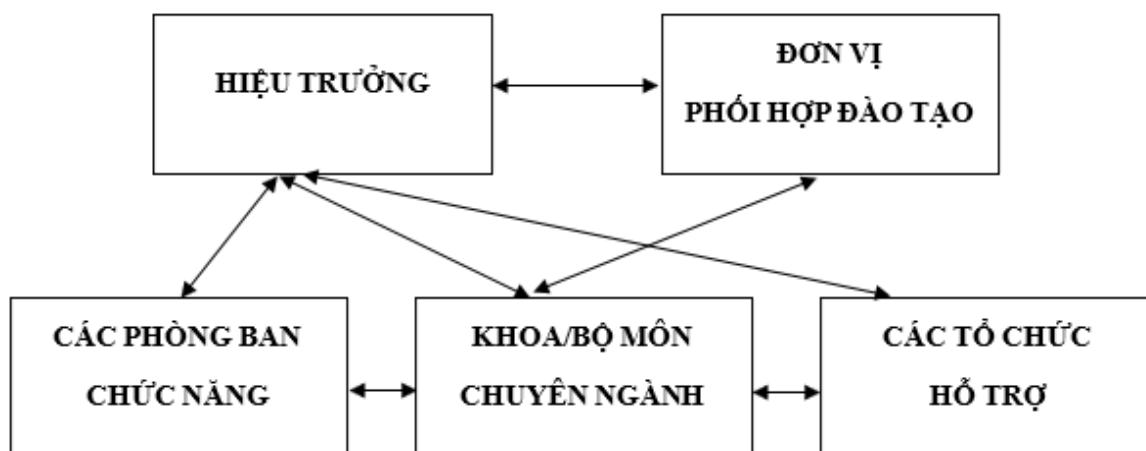 HIỆU TRƯỞNG
ĐƠN VỊ
PHỐI HỢP ĐÀO TẠO
CÁC PHÒNG BAN
CHỨC NĂNG
KHOA/BỘ MÔN
CHUYÊN NGÀNH
CÁC TỔ CHỨC
HỖ TRỢ